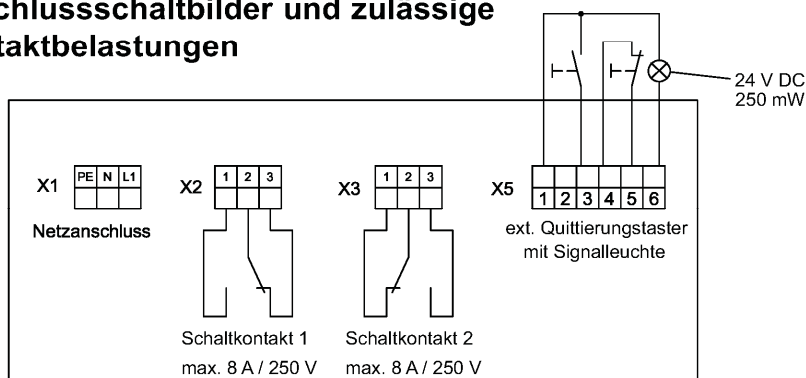 chlussschaltbilder und zulässige
taktbelastungen
24 V DC
250 mW
X1
PE N L1
Netzanschluss
X2
1 2 3
Schaltkontakt 1
max. 8 A / 250 V
X3
1 2 3
Schaltkontakt 2
max. 8 A / 250 V
X5
1 2 3 4 5 6
ext. Quittierungstaster
mit Signalleuchte